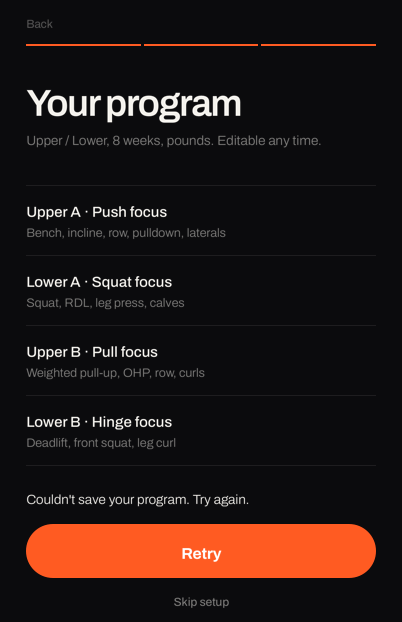 Back
Your program
Upper / Lower, 8 weeks, pounds. Editable any time.
Upper A · Push focus
Bench, incline, row, pulldown, laterals
Lower A · Squat focus
Squat, RDL, leg press, calves
Upper B · Pull focus
Weighted pull-up, OHP, row, curls
Lower B · Hinge focus
Deadlift, front squat, leg curl
Couldn't save your program. Try again.
Retry
Skip setup